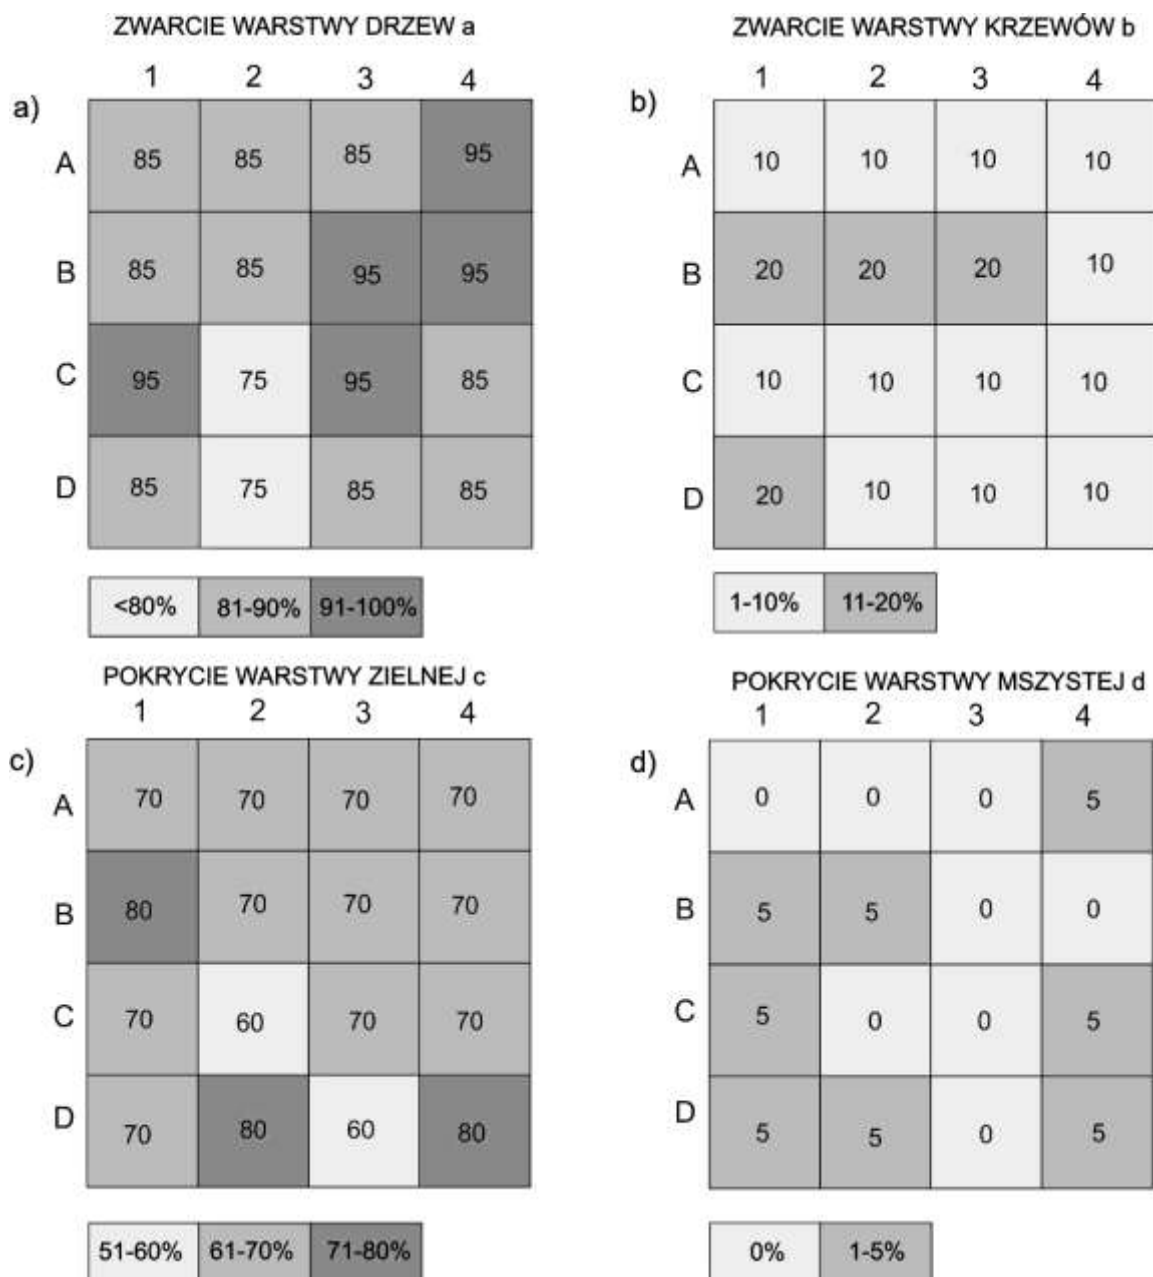 ZWARCIE WARSTWY DRZEW a
1 2 3 4
a)
A 85 85 85 95
B 85 85 95 95
C 95 75 95 85
D 85 75 85 85
<80% 81-90% 91-100%
ZWARCIE WARSTWY KRZEWÓW b
1 2 3 4
b)
A 10 10 10 10
B 20 20 20 10
C 10 10 10 10
D 20 10 10 10
1-10% 11-20%
POKRYCIE WARSTWY ZIELNEJ c
1 2 3 4
c)
A 70 70 70 70
B 80 70 70 70
C 70 60 70 70
D 70 80 60 80
51-60% 61-70% 71-80%
POKRYCIE WARSTWY MSZYSTEJ d
1 2 3 4
d)
A 0 0 0 5
B 5 5 0 0
C 5 0 0 5
D 5 5 0 5
0% 1-5%